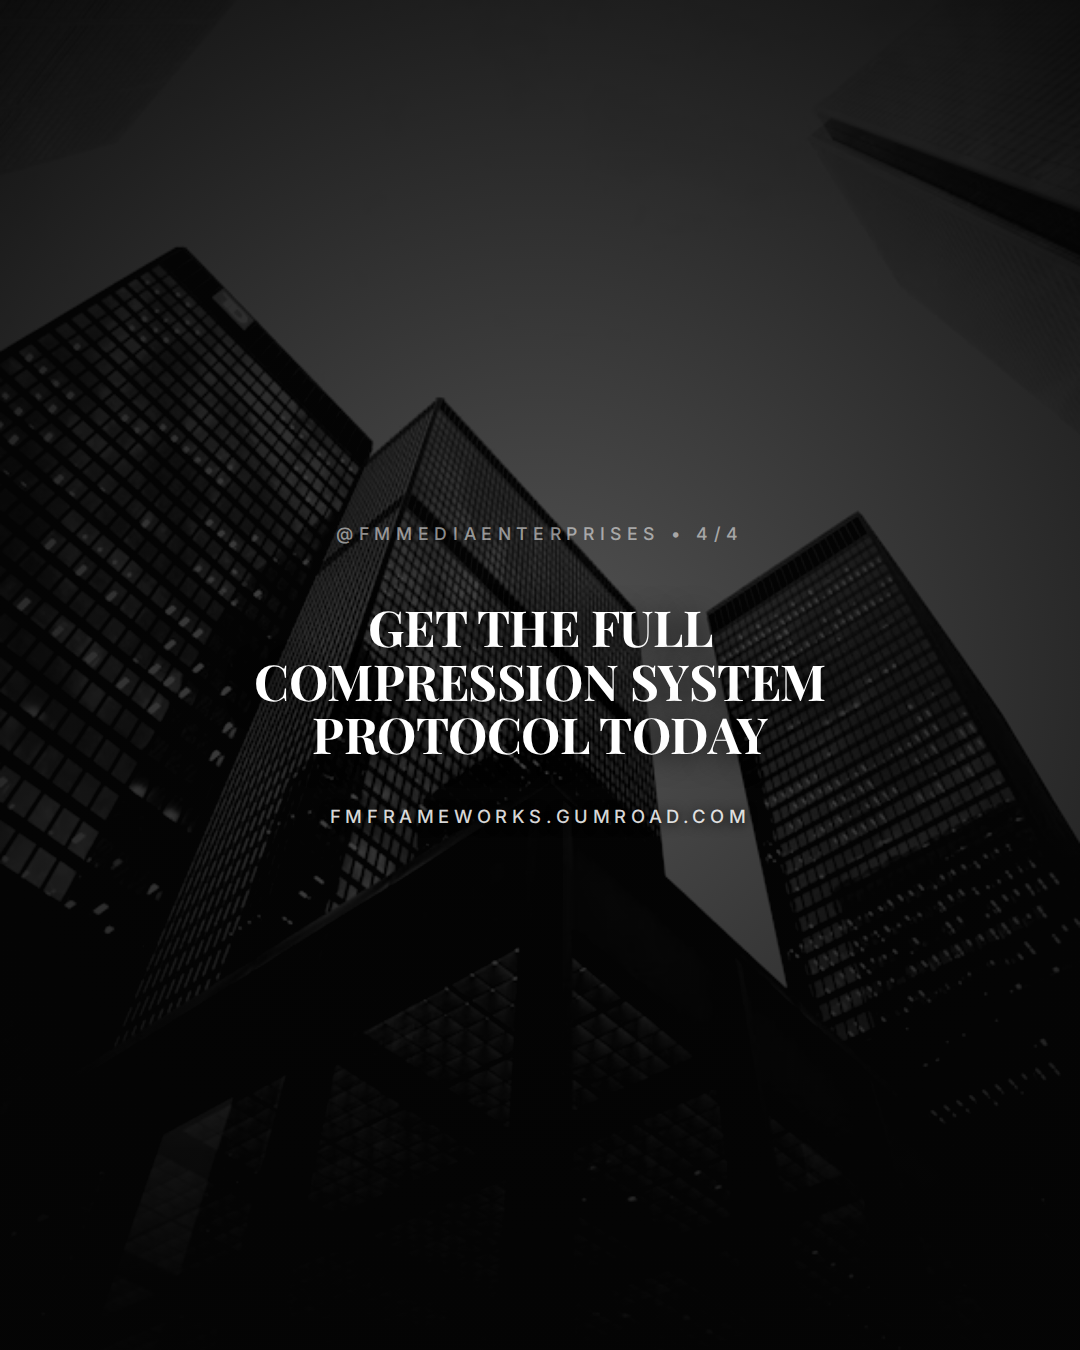 @FMMEDIAENTERPRISES • 4/4
GET THE FULL
COMPRESSION SYSTEM
PROTOCOL TODAY
FMFRAMEWORKS.GUMROAD.COM